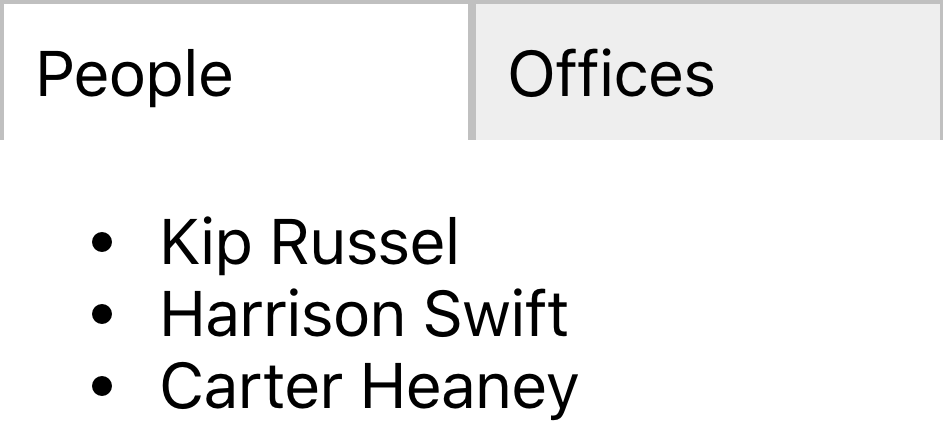 People Offices
Kip Russel
Harrison Swift
Carter Heaney